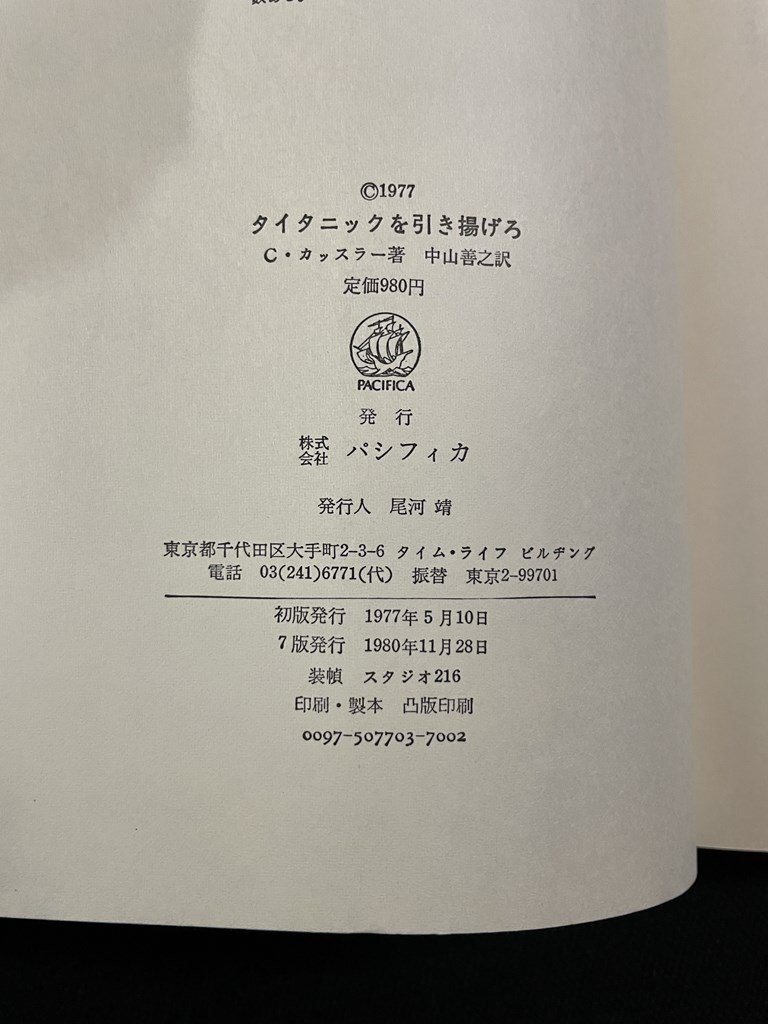 ©1977
タイタニックを引き揚げろ
C・カッスラー著 中山善之訳
定価980円
PACIFICA
発 行
株式会社 パシフィカ
発行人 尾河 靖
東京都千代田区大手町2-3-6 タイム・ライフ ビルヂング
電話 03(241)6771(代) 振替 東京2-99701
初版発行 1977年5月10日
7版発行 1980年11月28日
装幀 スタジオ216
印刷・製本 凸版印刷
0097-507703-7002